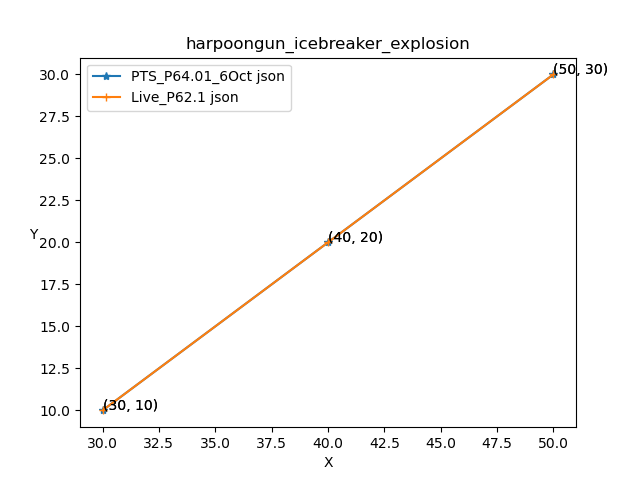 harpoongun_icebreaker_explosion
PTS_P64.01_6Oct json
Live_P62.1 json
(50, 30)
(40, 20)
(30, 10)
30.0
27.5
25.0
22.5
20.0
17.5
15.0
12.5
10.0
Y
30.0 32.5 35.0 37.5 40.0 42.5 45.0 47.5 50.0
X